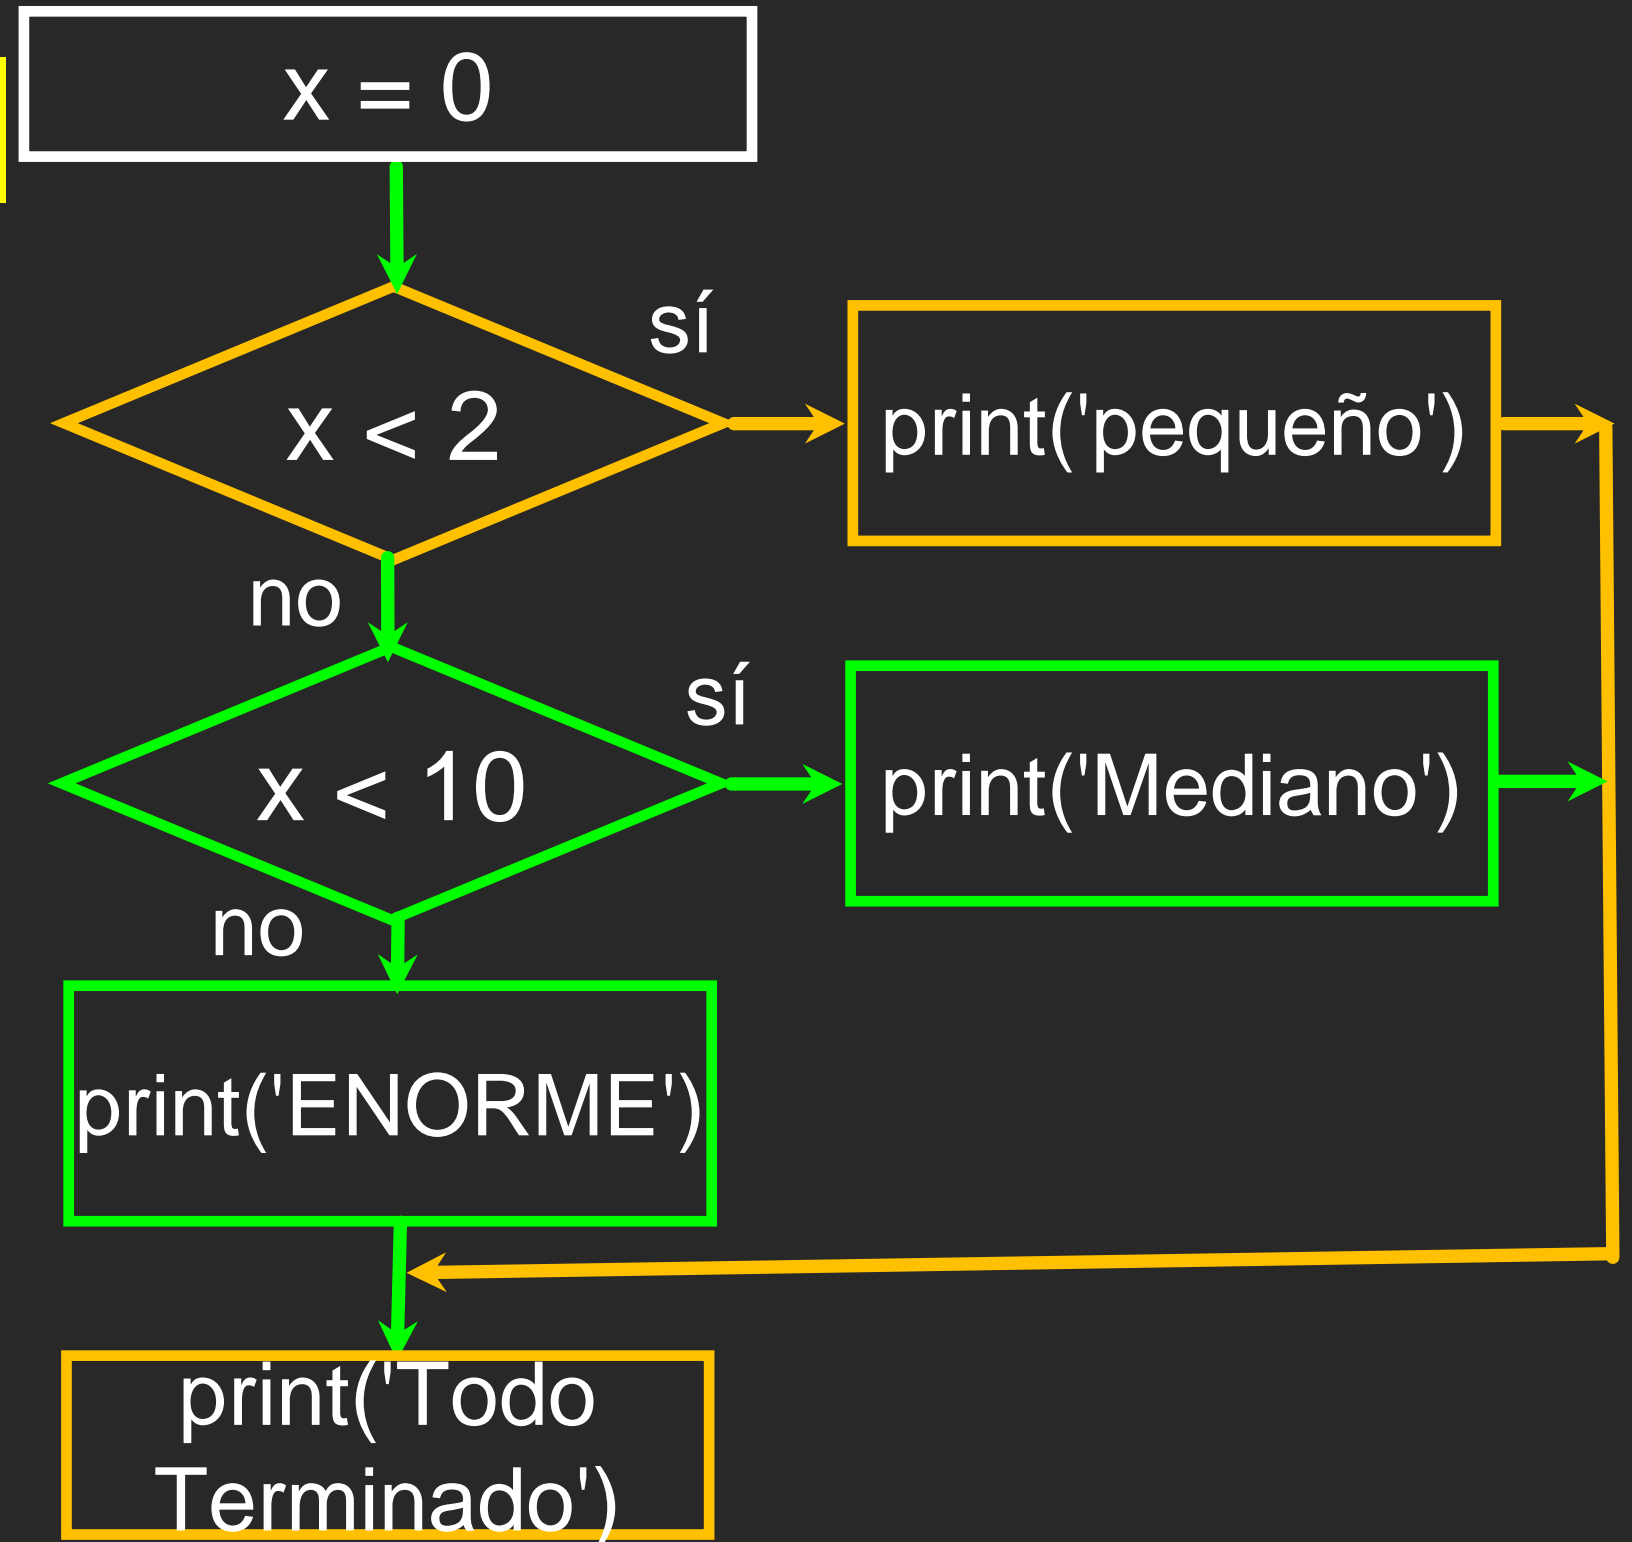 x = 0
sí
x < 2
print('pequeño')
no
sí
x < 10
print('Mediano')
no
print('ENORME')
print('Todo
Terminado')